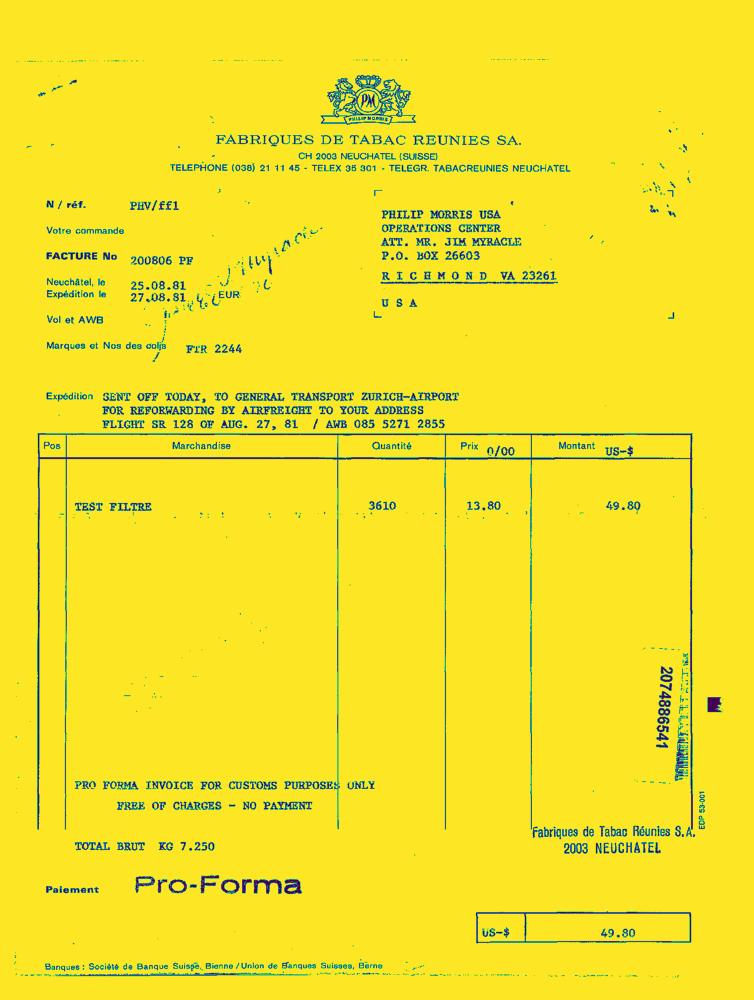 PM
PHILIP MORRIS
FABRIQUES DE TABAC REUNIES SA.
CH 2003 NEUCHATEL (SUISSE)
TELEPHONE (038) 21 11 45 - TELEX 35 301 - TELEGR. TABACREUNIES NEUCHATEL
N / réf. PHV/ff1
Votre commande
FACTURE No 200806 PF
Neuchâtel, le 25.08.81
Expédition le 27.08.81 EUR
Vol et AWB
Marques et Nos des colis FTR 2244
PHILIP MORRIS USA
OPERATIONS CENTER
ATT. MR. JIM MYRACLE
P.O. BOX 26603
R I C H M O N D VA 23261
U S A
Myracle
Expédition SENT OFF TODAY, TO GENERAL TRANSPORT ZURICH-AIRPORT
FOR REFORWARDING BY AIRFREIGHT TO YOUR ADDRESS
FLIGHT SR 128 OF AUG. 27, 81 / AWB 085 5271 2855
Pos Marchandise Quantité Prix 0/00 Montant US-$
TEST FILTRE 3610 13.80 49.80
2074886541
PRO FORMA INVOICE FOR CUSTOMS PURPOSES ONLY
FREE OF CHARGES - NO PAYMENT
EDP 53-001
Fabriques de Tabac Réunies S.A.
2003 NEUCHATEL
TOTAL BRUT KG 7.250
Paiement Pro-Forma
US-$ 49.80
Banques : Société de Banque Suisse, Bienne / Union de Banques Suisses, Berne